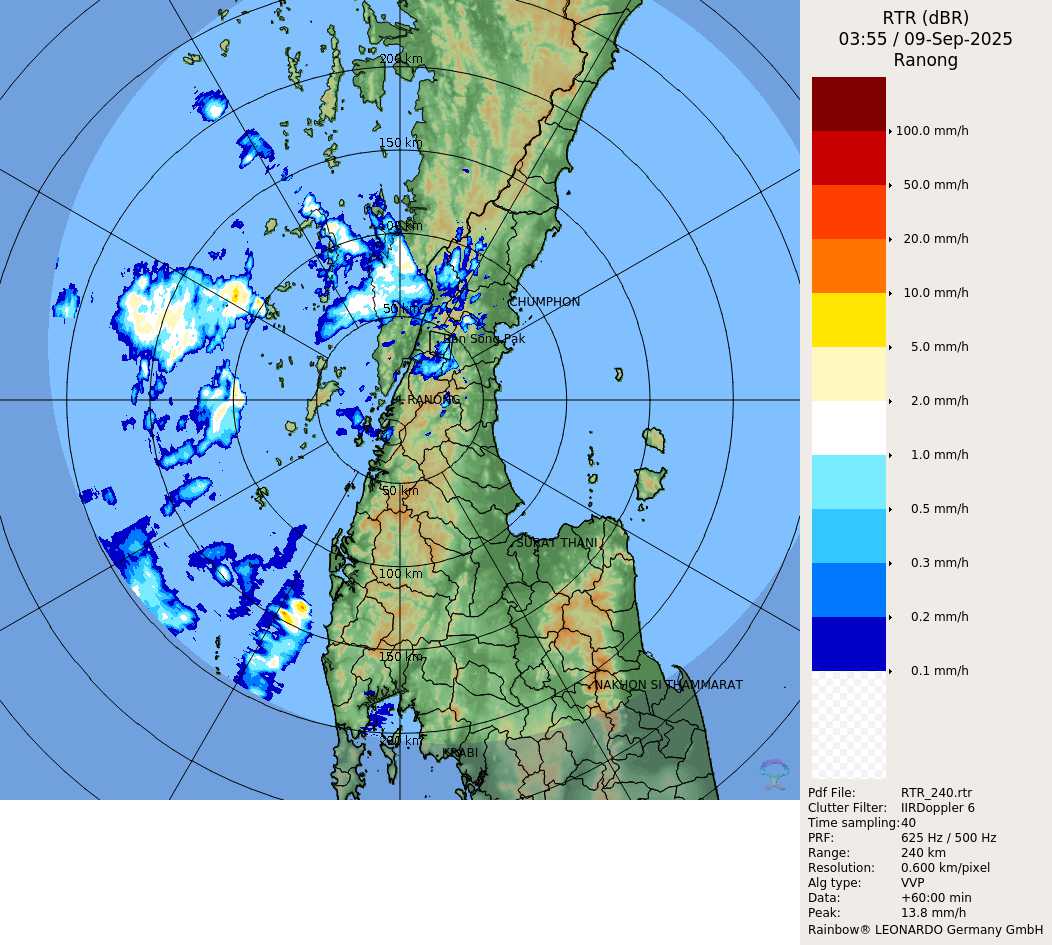 RTR (dBR)
03:55 / 09-Sep-2025
Ranong
200 km
150 km
100 km
50 km
CHUMPHON
Ban Song Pak
RANONG
50 km
SURAT THANI
100 km
150 km
NAKHON SI THAMMARAT
200 km
KRABI
100.0 mm/h
50.0 mm/h
20.0 mm/h
10.0 mm/h
5.0 mm/h
2.0 mm/h
1.0 mm/h
0.5 mm/h
0.3 mm/h
0.2 mm/h
0.1 mm/h
Pdf File: RTR_240.rtr
Clutter Filter: IIRDoppler 6
Time sampling: 40
PRF: 625 Hz / 500 Hz
Range: 240 km
Resolution: 0.600 km/pixel
Alg type: VVP
Data: +60:00 min
Peak: 13.8 mm/h
Rainbow® LEONARDO Germany GmbH